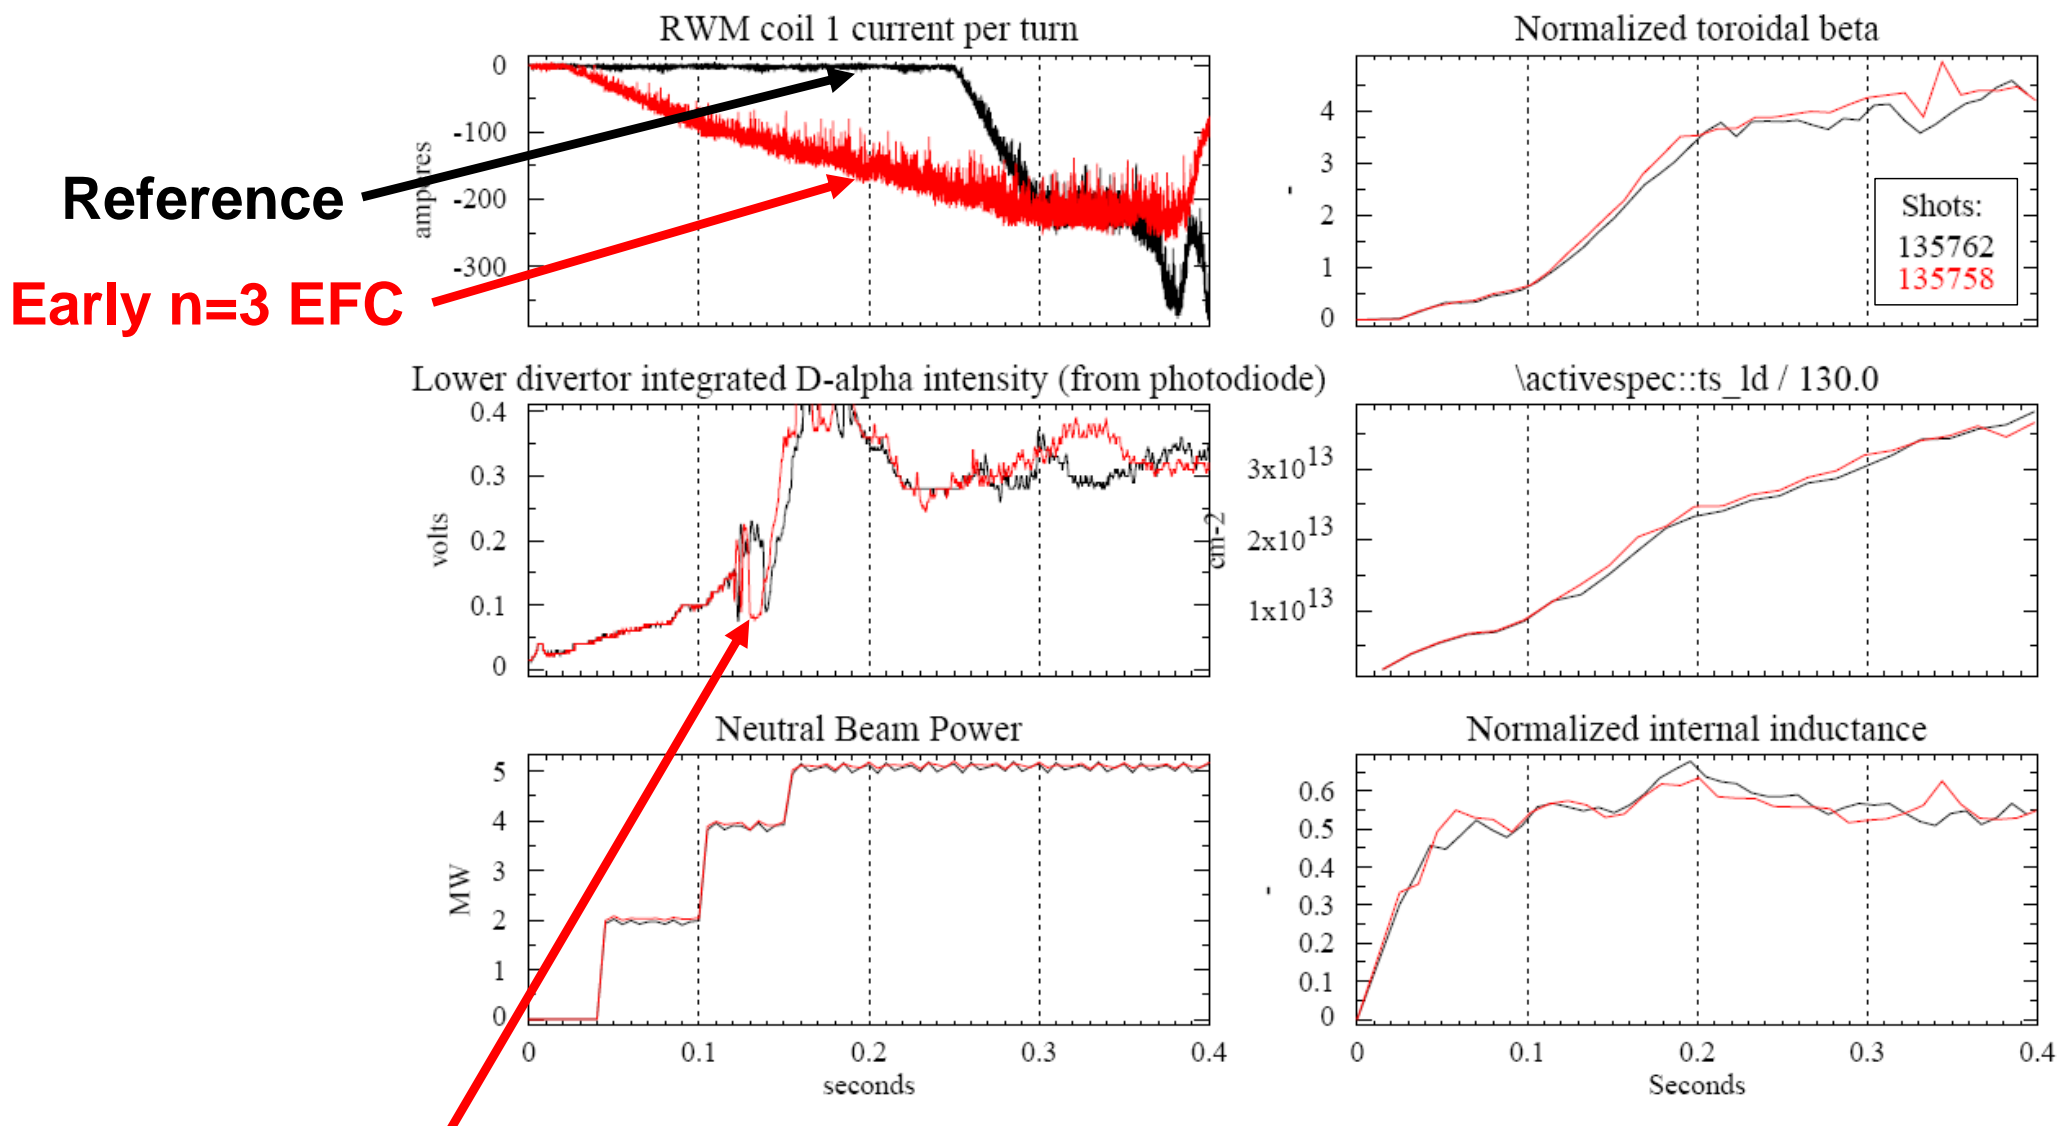 RWM coil 1 current per turn
0
-100
-200
-300
amperes
Reference
Early n=3 EFC
Normalized toroidal beta
4
3
2
1
0
-
Shots:
135762
135758
Lower divertor integrated D-alpha intensity (from photodiode)
0.4
0.3
0.2
0.1
0
volts
\activespec::ts_ld / 130.0
3x10^13
2x10^13
1x10^13
cm-2
Neutral Beam Power
5
4
3
2
1
0
MW
0 0.1 0.2 0.3 0.4
seconds
Normalized internal inductance
0.6
0.5
0.4
0.3
0.2
0.1
0
-
0 0.1 0.2 0.3 0.4
Seconds